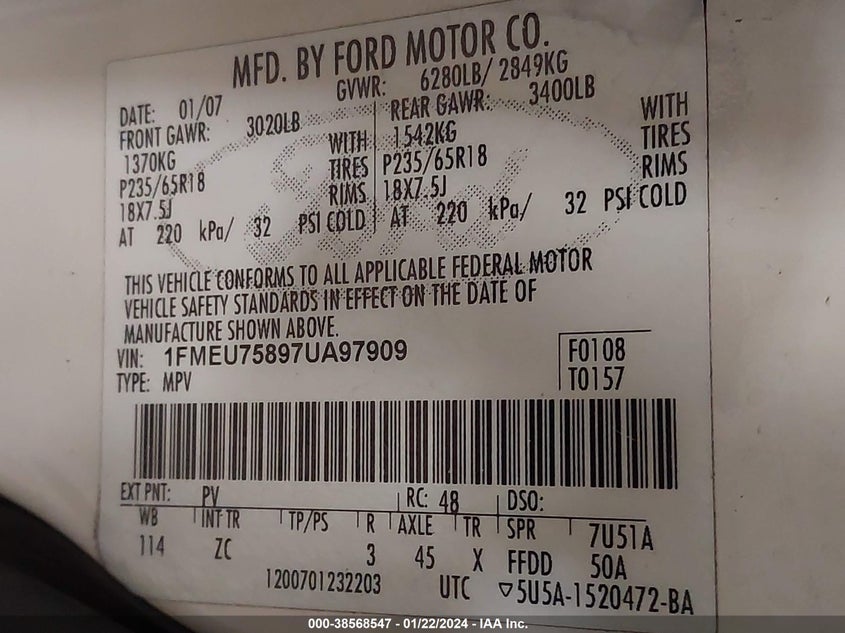 MFD. BY FORD MOTOR CO.
DATE: 01/07 GVWR: 6280LB/ 2849KG
FRONT GAWR: 3020LB REAR GAWR: 3400LB
1370KG WITH 1542KG WITH
P235/65R18 TIRES P235/65R18 TIRES
18X7.5J RIMS 18X7.5J RIMS
AT 220 kPa/ 32 PSI COLD AT 220 kPa/ 32 PSI COLD
THIS VEHICLE CONFORMS TO ALL APPLICABLE FEDERAL MOTOR
VEHICLE SAFETY STANDARDS IN EFFECT ON THE DATE OF
MANUFACTURE SHOWN ABOVE.
VIN: 1FMEU75897UA97909 F0108
TYPE: MPV T0157
EXT PNT: PV RC: 48 DSO:
WB INT TR TP/PS R AXLE TR SPR 7U51A
114 ZC 3 45 X FFDD 50A
1200701232203 UTC ▽5U5A-1520472-BA
000-38568547 - 01/22/2024 - IAA Inc.